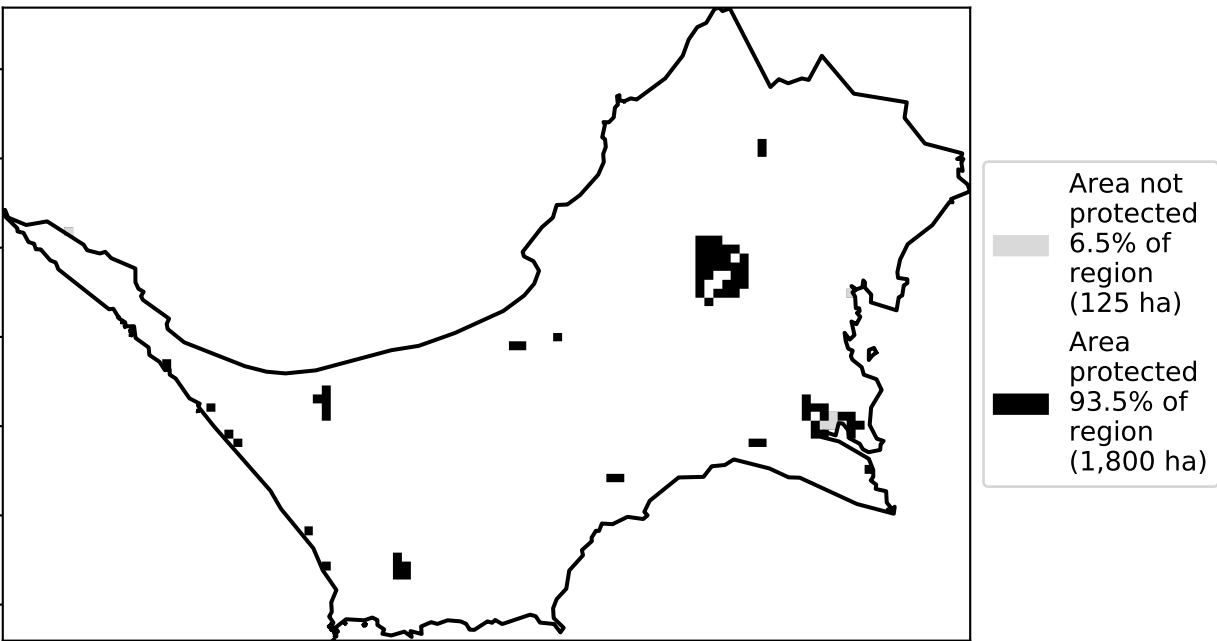 Area not
protected
6.5% of
region
(125 ha)
Area
protected
93.5% of
region
(1,800 ha)